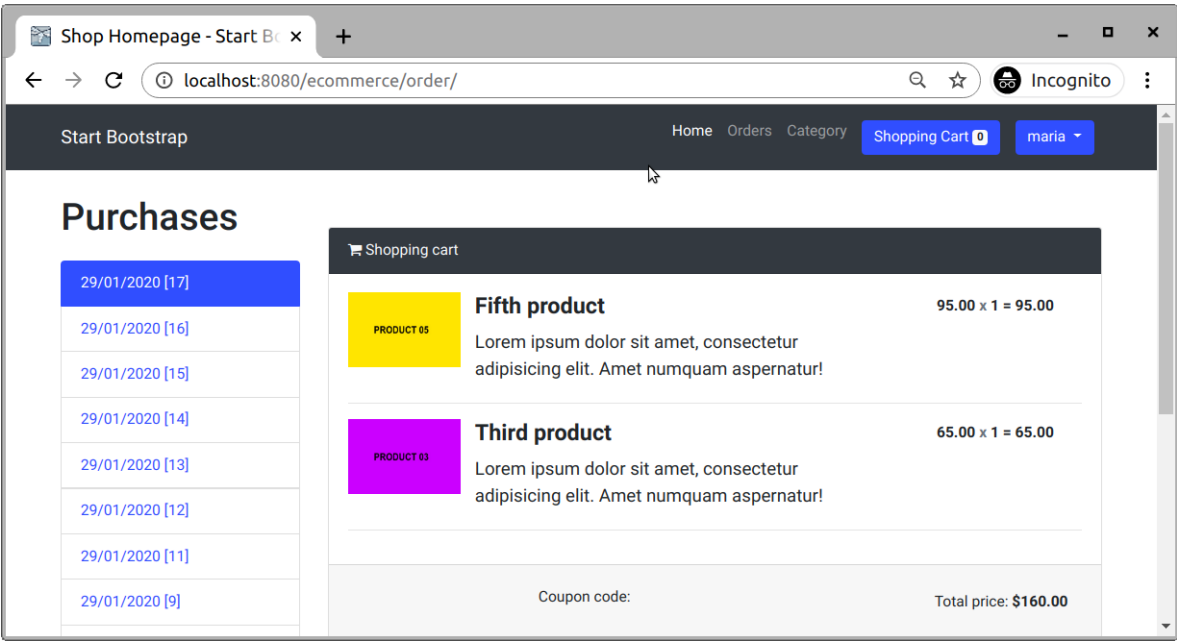 Shop Homepage - Start Bo
localhost:8080/ecommerce/order/
Incognito
Start Bootstrap
Home Orders Category Shopping Cart 0 maria
Purchases
29/01/2020 [17]
29/01/2020 [16]
29/01/2020 [15]
29/01/2020 [14]
29/01/2020 [13]
29/01/2020 [12]
29/01/2020 [11]
29/01/2020 [9]
Shopping cart
PRODUCT 05
Fifth product
95.00 x 1 = 95.00
Lorem ipsum dolor sit amet, consectetur
adipisicing elit. Amet numquam aspernatur!
PRODUCT 03
Third product
65.00 x 1 = 65.00
Lorem ipsum dolor sit amet, consectetur
adipisicing elit. Amet numquam aspernatur!
Coupon code:
Total price: $160.00